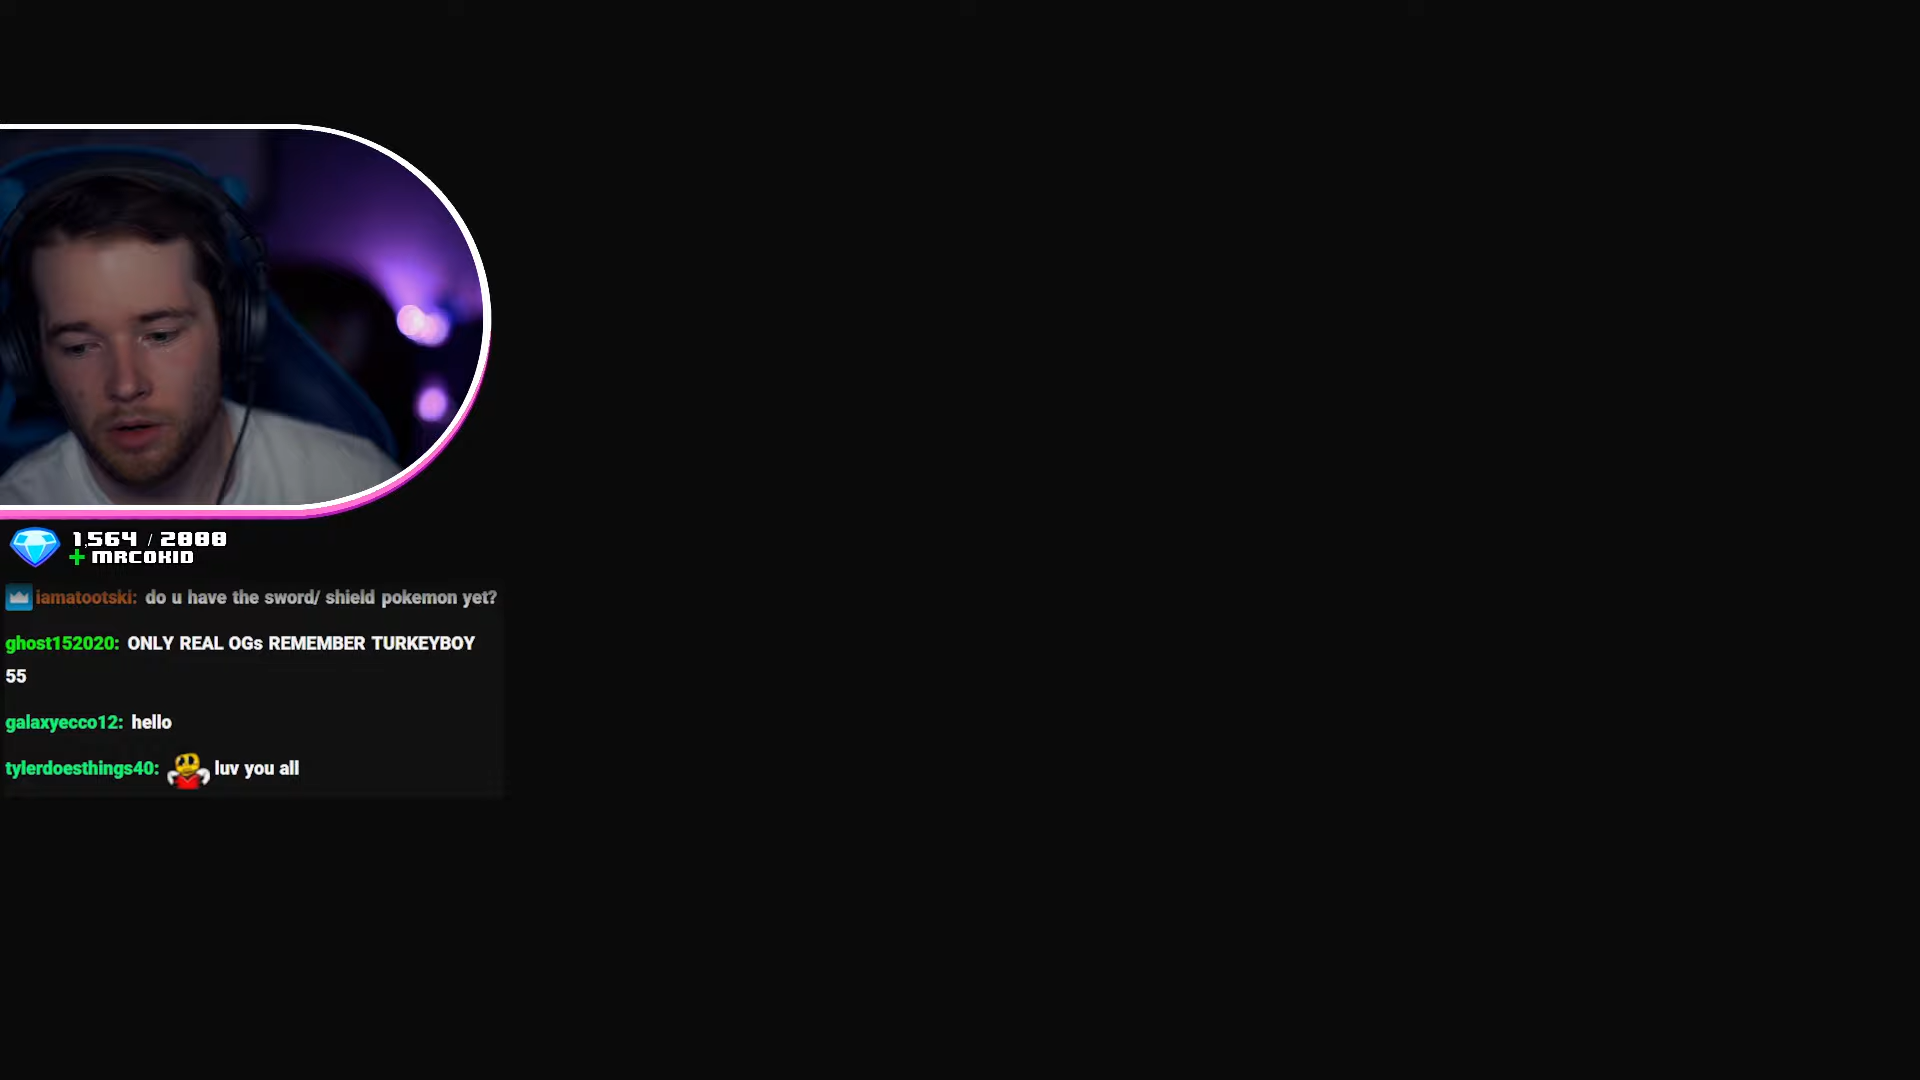 1,564 / 2000
+ MRCOKID
iamatootski: do u have the sword/ shield pokemon yet?
ghost152020: ONLY REAL OGs REMEMBER TURKEYBOY
55
galaxyecco12: hello
tylerdoesthings40: luv you all